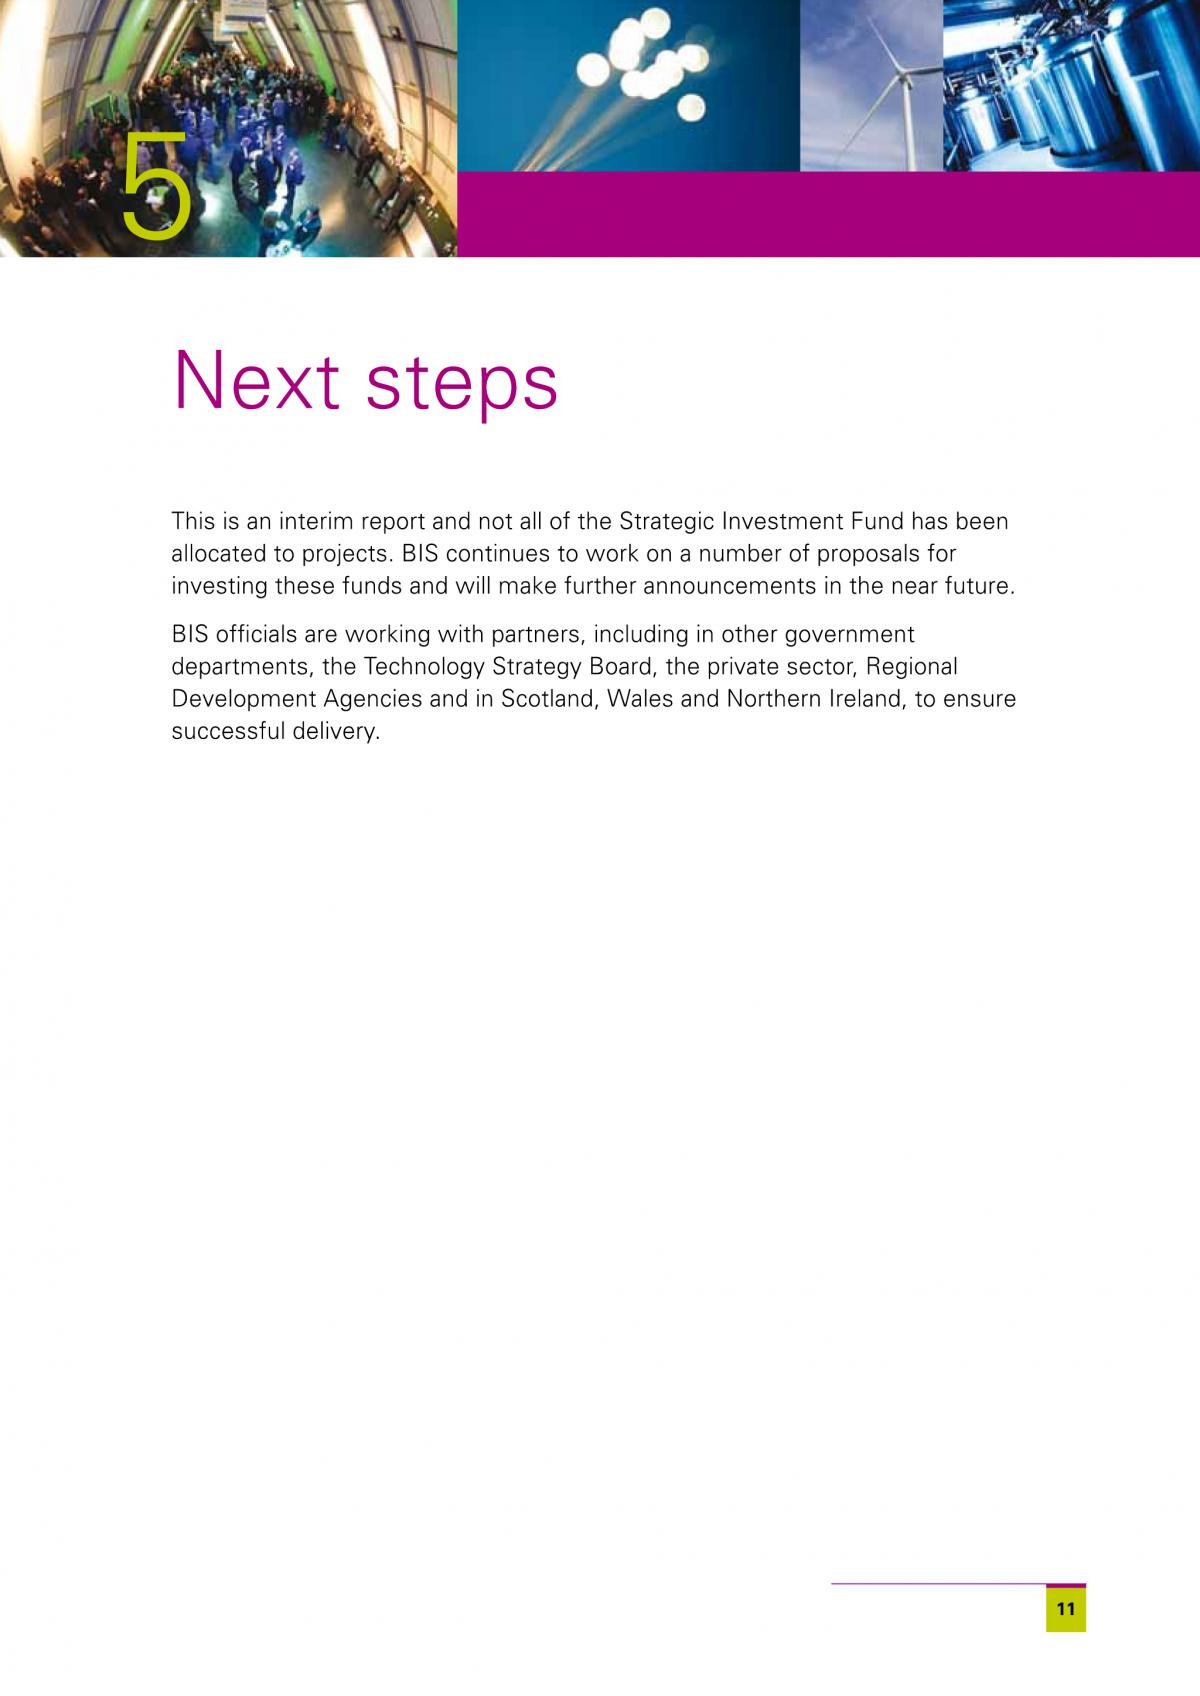 5
Next steps
This is an interim report and not all of the Strategic Investment Fund has been
allocated to projects. BIS continues to work on a number of proposals for
investing these funds and will make further announcements in the near future.
BIS officials are working with partners, including in other government
departments, the Technology Strategy Board, the private sector, Regional
Development Agencies and in Scotland, Wales and Northern Ireland, to ensure
successful delivery.
11